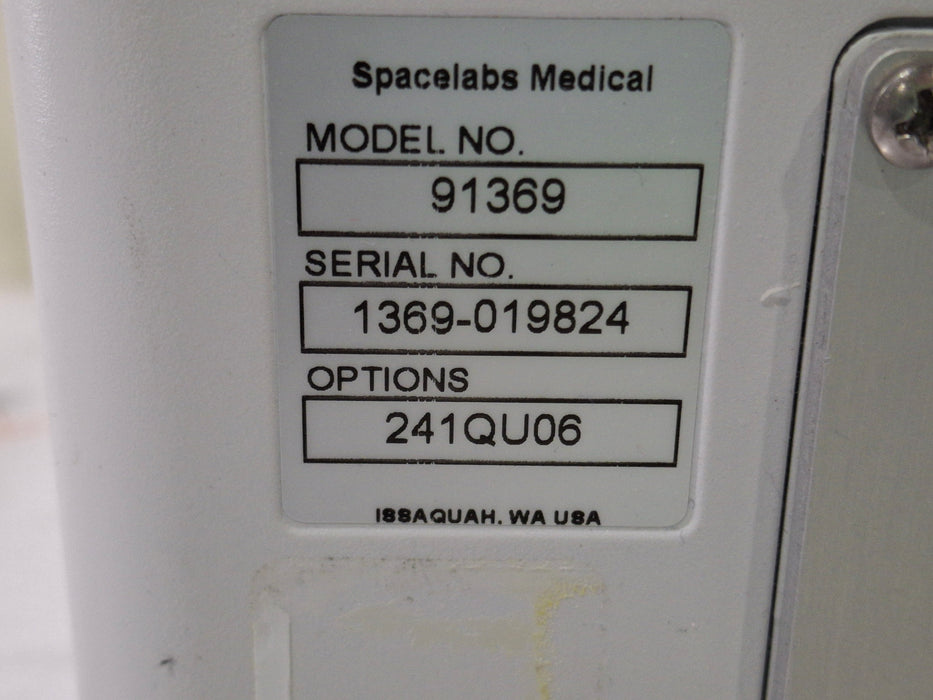 Spacelabs Medical
MODEL NO.
91369
SERIAL NO.
1369-019824
OPTIONS
241QU06
ISSAQUAH, WA USA